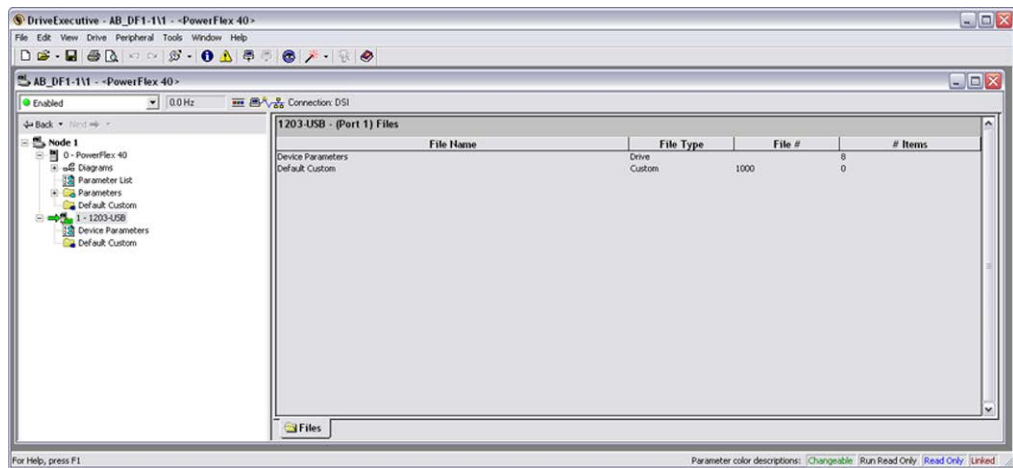 DriveExecutive - AB_DF1-1\1 - <PowerFlex 40>
File Edit View Drive Peripheral Tools Window Help
AB_DF1-1\1 - <PowerFlex 40>
Enabled 0.0 Hz Connection: DSI
Back Next
Node 1
0 - PowerFlex 40
Diagrams
Parameter List
Parameters
Default Custom
1 - 1203-USB
Device Parameters
Default Custom
1203-USB - (Port 1) Files
File Name File Type File # # Items
Device Parameters Drive 8
Default Custom Custom 1000 0
Files
For Help, press F1 Parameter color descriptions: Changeable Run Read Only Read Only Linked